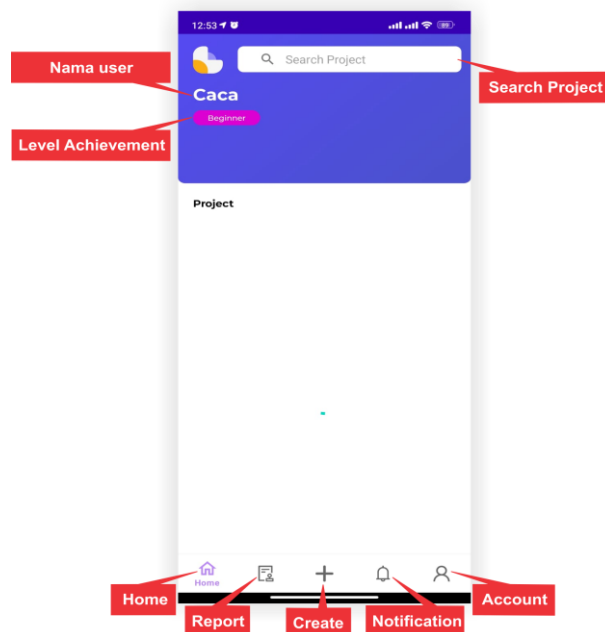 12:53
Search Project
Nama user
Search Project
Caca
Beginner
Level Achievement
Project
Home
Home
Report
Create
Notification
Account